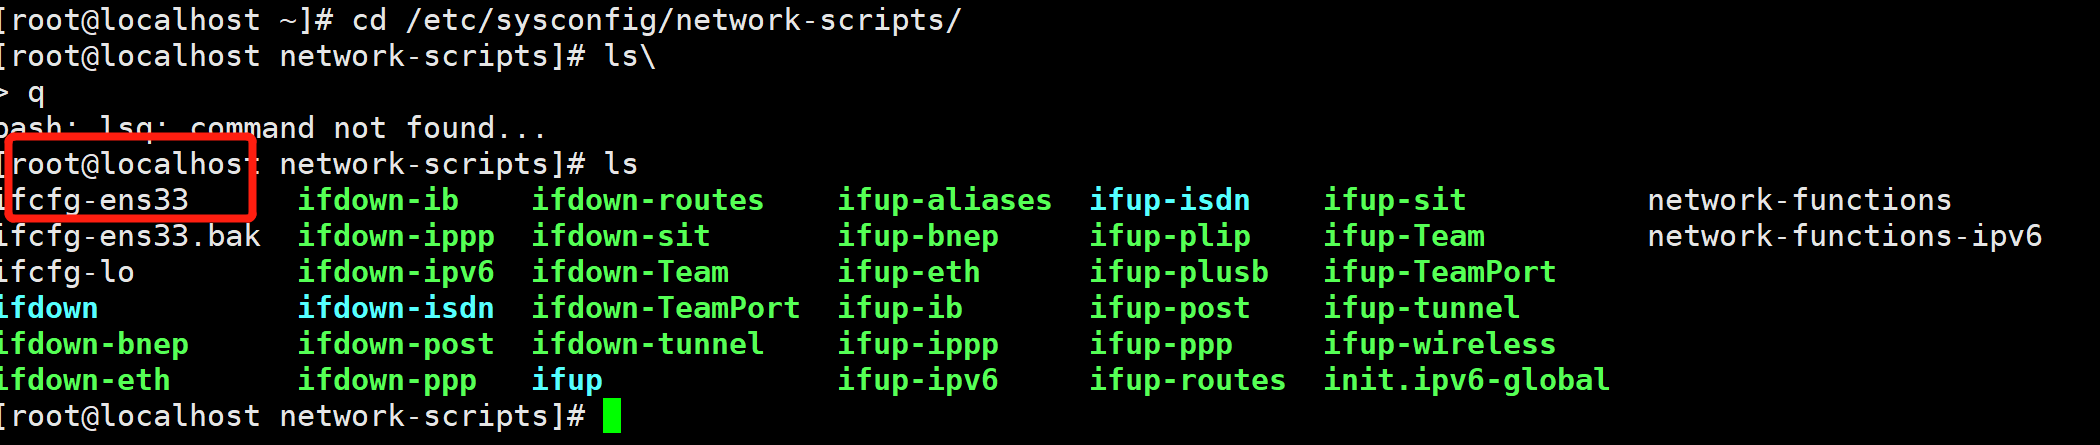 [root@localhost ~]# cd /etc/sysconfig/network-scripts/
[root@localhost network-scripts]# ls\
> q
bash: lsq: command not found...
[root@localhost network-scripts]# ls
ifcfg-ens33 ifdown-ib ifdown-routes ifup-aliases ifup-isdn ifup-sit network-functions
ifcfg-ens33.bak ifdown-ippp ifdown-sit ifup-bnep ifup-plip ifup-Team network-functions-ipv6
ifcfg-lo ifdown-ipv6 ifdown-Team ifup-eth ifup-plusb ifup-TeamPort
ifdown ifdown-isdn ifdown-TeamPort ifup-ib ifup-post ifup-tunnel
ifdown-bnep ifdown-post ifdown-tunnel ifup-ippp ifup-ppp ifup-wireless
ifdown-eth ifdown-ppp ifup ifup-ipv6 ifup-routes init.ipv6-global
[root@localhost network-scripts]#